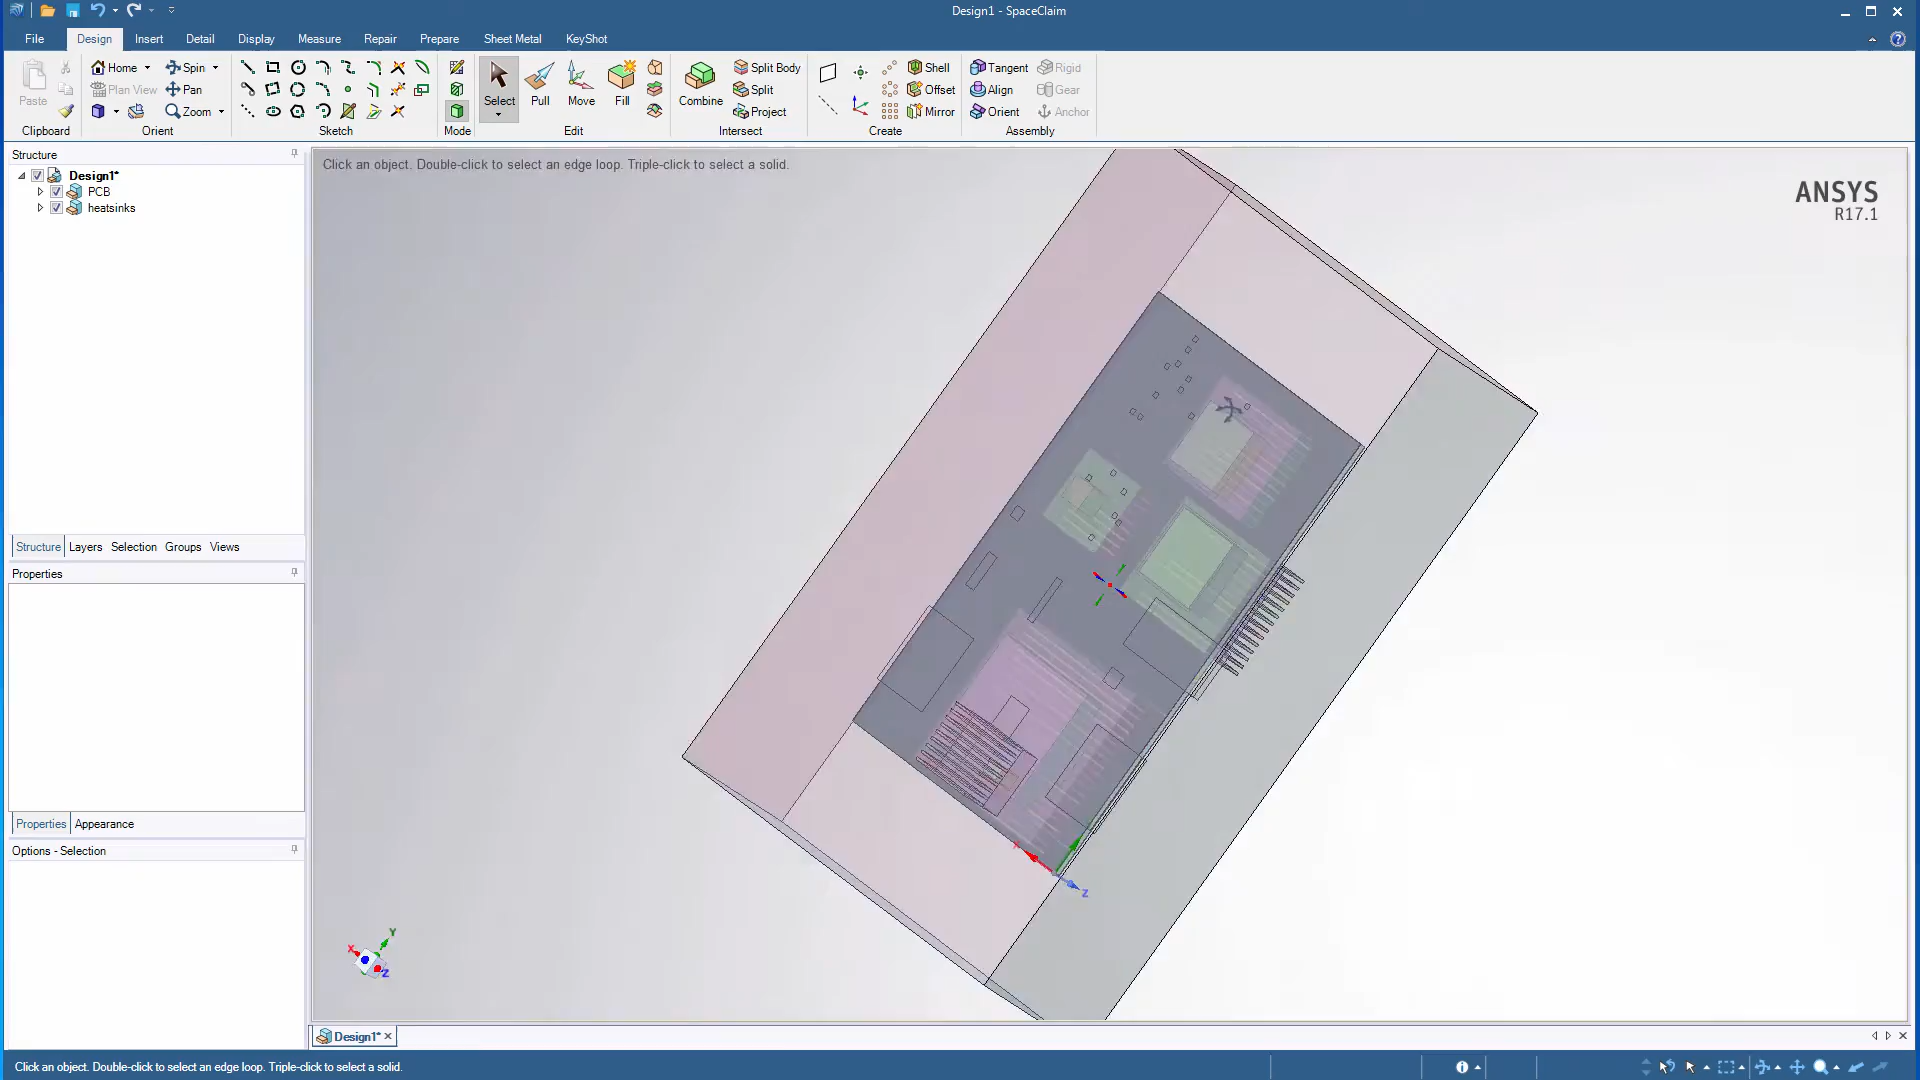 Design1 - SpaceClaim
File Design Insert Detail Display Measure Repair Prepare Sheet Metal KeyShot
Paste
Clipboard
Home Spin
Plan View Pan
Zoom
Orient
Sketch
Mode
Select Pull Move Fill
Edit
Combine
Split Body
Split
Project
Intersect
Shell
Offset
Mirror
Create
Tangent Rigid
Align Gear
Orient Anchor
Assembly
Structure
Design1*
PCB
heatsinks
Structure Layers Selection Groups Views
Properties
Properties Appearance
Options - Selection
Click an object. Double-click to select an edge loop. Triple-click to select a solid.
ANSYS
R17.1
X
Z
X
Y
Z
Design1*
Click an object. Double-click to select an edge loop. Triple-click to select a solid.